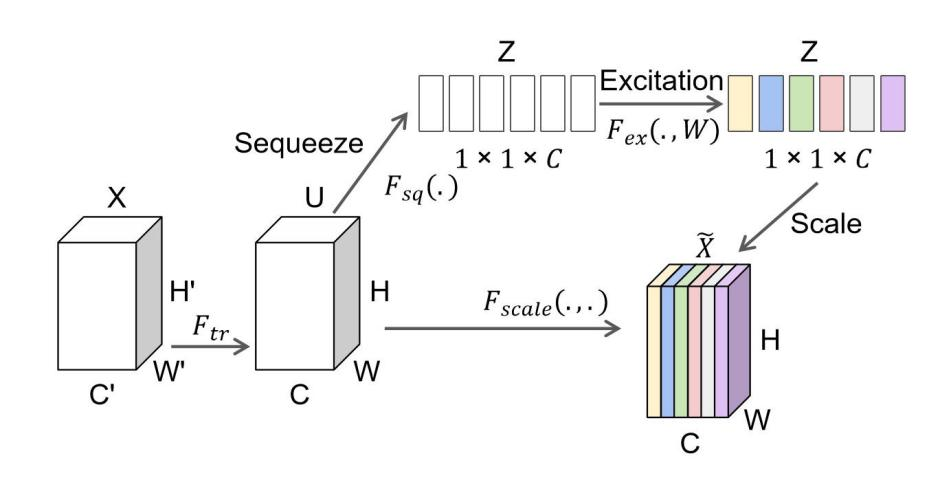 Z
Excitation
Z
F_ex(.,W)
Sequeeze
1 × 1 × C
1 × 1 × C
F_sq(.)
X
U
Scale
X̃
H'
H
F_scale(.,.)
F_tr
H
W'
W
C'
C
W
C